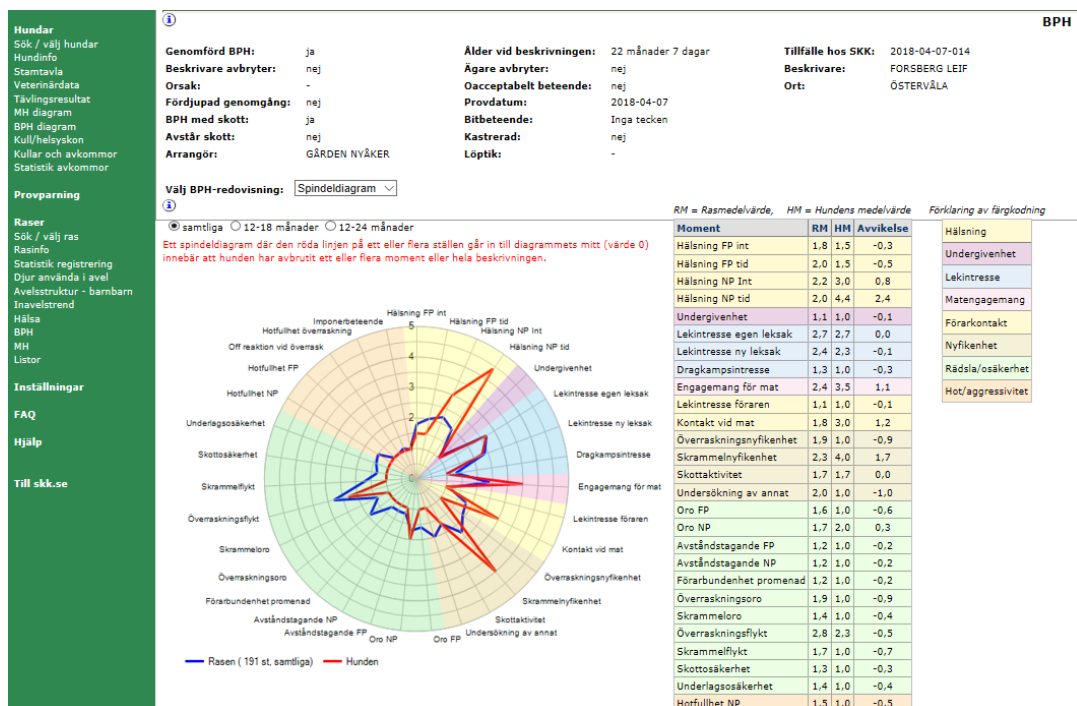 BPH
Hundar
Sök / välj hundar
Hundinfo
Stamtavla
Veterinärdata
Tävlingsresultat
MH diagram
BPH diagram
Kull/helsyskon
Kullar och avkommor
Statistik avkommor
Provparning
Raser
Sök / välj ras
Rasinfo
Statistik registrering
Djur använda i avel
Avelsstruktur - barnbarn
Inavelstrend
Hälsa
BPH
MH
Listor
Inställningar
FAQ
Hjälp
Till skk.se
Genomförd BPH: ja Ålder vid beskrivningen: 22 månader 7 dagar Tillfälle hos SKK: 2018-04-07-014
Beskrivare avbryter: nej Ägare avbryter: nej Beskrivare: FORSBERG LEIF
Orsak: - Oacceptabelt beteende: nej Ort: ÖSTERVÅLA
Fördjupad genomgång: nej Provdatum: 2018-04-07
BPH med skott: ja Bitbeteende: Inga tecken
Avstår skott: nej Kastrerad: nej
Arrangör: GÅRDEN NYÅKER Löptik: -
Välj BPH-redovisning: Spindeldiagram
samtliga 12-18 månader 12-24 månader
Ett spindeldiagram där den röda linjen på ett eller flera ställen går in till diagrammets mitt (värde 0)
innebär att hunden har avbrutit ett eller flera moment eller hela beskrivningen.
Hälsning FP int
Hälsning FP tid
Hälsning NP Int
Hälsning NP tid
Undergivenhet
Lekintresse egen leksak
Lekintresse ny leksak
Dragkampsintresse
Engagemang för mat
Lekintresse föraren
Kontakt vid mat
Överraskningsnyfikenhet
Skrammelnyfikenhet
Skottaktivitet
Undersökning av annat
Oro FP
Oro NP
Avståndstagande FP
Avståndstagande NP
Förarbundenhet promenad
Överraskningsoro
Skrammeloro
Överraskningsflykt
Skrammelflykt
Skottosäkerhet
Underlagsosäkerhet
Hotfullhet NP
Hotfullhet FP
Off reaktion vid överrask
Hotfullhet överraskning
Imponerbeteende
5
4
3
2
0
Rasen ( 191 st, samtliga) Hunden
RM = Rasmedelvärde, HM = Hundens medelvärde
Moment RM HM Avvikelse
Hälsning FP int 1,8 1,5 -0,3
Hälsning FP tid 2,0 1,5 -0,5
Hälsning NP Int 2,2 3,0 0,8
Hälsning NP tid 2,0 4,4 2,4
Undergivenhet 1,1 1,0 -0,1
Lekintresse egen leksak 2,7 2,7 0,0
Lekintresse ny leksak 2,4 2,3 -0,1
Dragkampsintresse 1,3 1,0 -0,3
Engagemang för mat 2,4 3,5 1,1
Lekintresse föraren 1,1 1,0 -0,1
Kontakt vid mat 1,8 3,0 1,2
Överraskningsnyfikenhet 1,9 1,0 -0,9
Skrammelnyfikenhet 2,3 4,0 1,7
Skottaktivitet 1,7 1,7 0,0
Undersökning av annat 2,0 1,0 -1,0
Oro FP 1,6 1,0 -0,6
Oro NP 1,7 2,0 0,3
Avståndstagande FP 1,2 1,0 -0,2
Avståndstagande NP 1,2 1,0 -0,2
Förarbundenhet promenad 1,2 1,0 -0,2
Överraskningsoro 1,9 1,0 -0,9
Skrammeloro 1,4 1,0 -0,4
Överraskningsflykt 2,8 2,3 -0,5
Skrammelflykt 1,7 1,0 -0,7
Skottosäkerhet 1,3 1,0 -0,3
Underlagsosäkerhet 1,4 1,0 -0,4
Hotfullhet NP 1,5 1,0 -0,5
Förklaring av färgkodning
Hälsning
Undergivenhet
Lekintresse
Matengagemang
Förarkontakt
Nyfikenhet
Rädsla/osäkerhet
Hot/aggressivitet